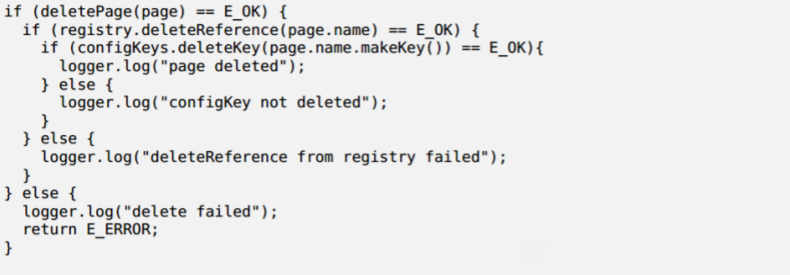 if (deletePage(page) == E_OK) {
  if (registry.deleteReference(page.name) == E_OK) {
    if (configKeys.deleteKey(page.name.makeKey()) == E_OK){
      logger.log("page deleted");
    } else {
      logger.log("configKey not deleted");
    }
  } else {
    logger.log("deleteReference from registry failed");
  }
} else {
  logger.log("delete failed");
  return E_ERROR;
}